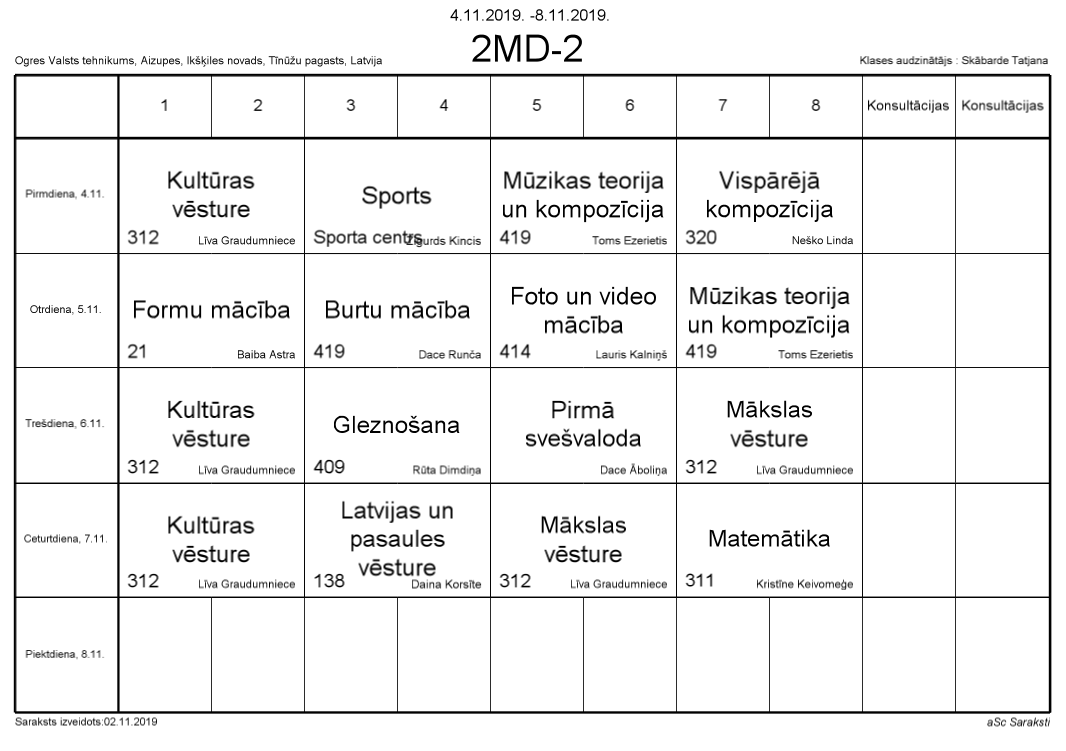 4.11.2019. -8.11.2019.
2MD-2
Ogres Valsts tehnikums, Aizupes, Ikšķiles novads, Tīnūžu pagasts, Latvija
Klases audzinātājs : Skābarde Tatjana
1 2 3 4 5 6 7 8 Konsultācijas Konsultācijas
Pirmdiena, 4.11.
Kultūras
vēsture
312 Līva Graudumniece
Sports
Sporta centrs Zigurds Kincis
Mūzikas teorija
un kompozīcija
419 Toms Ezerietis
Vispārējā
kompozīcija
320 Neško Linda
Otrdiena, 5.11.
Formu mācība
21 Baiba Astra
Burtu mācība
419 Dace Runča
Foto un video
mācība
414 Lauris Kalniņš
Mūzikas teorija
un kompozīcija
419 Toms Ezerietis
Trešdiena, 6.11.
Kultūras
vēsture
312 Līva Graudumniece
Gleznošana
409 Rūta Dimdiņa
Pirmā
svešvaloda
Dace Āboliņa
Mākslas
vēsture
312 Līva Graudumniece
Ceturtdiena, 7.11.
Kultūras
vēsture
312 Līva Graudumniece
Latvijas un
pasaules
vēsture
138 Daina Korsīte
Mākslas
vēsture
312 Līva Graudumniece
Matemātika
311 Kristīne Keivomeģe
Piektdiena, 8.11.
Saraksts izveidots:02.11.2019
aSc Saraksti